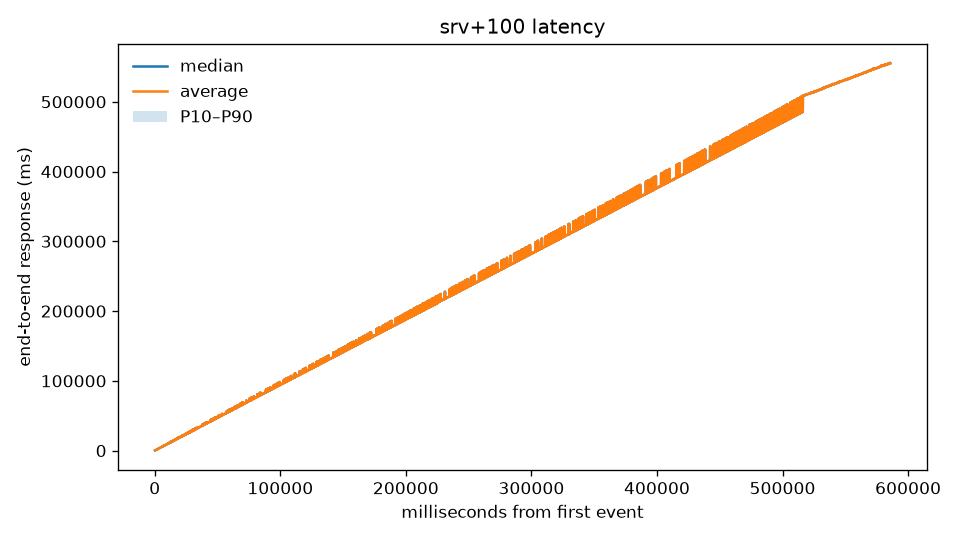 srv+100 latency
median
average
P10–P90
end-to-end response (ms)
500000
400000
300000
200000
100000
0
0 100000 200000 300000 400000 500000 600000
milliseconds from first event